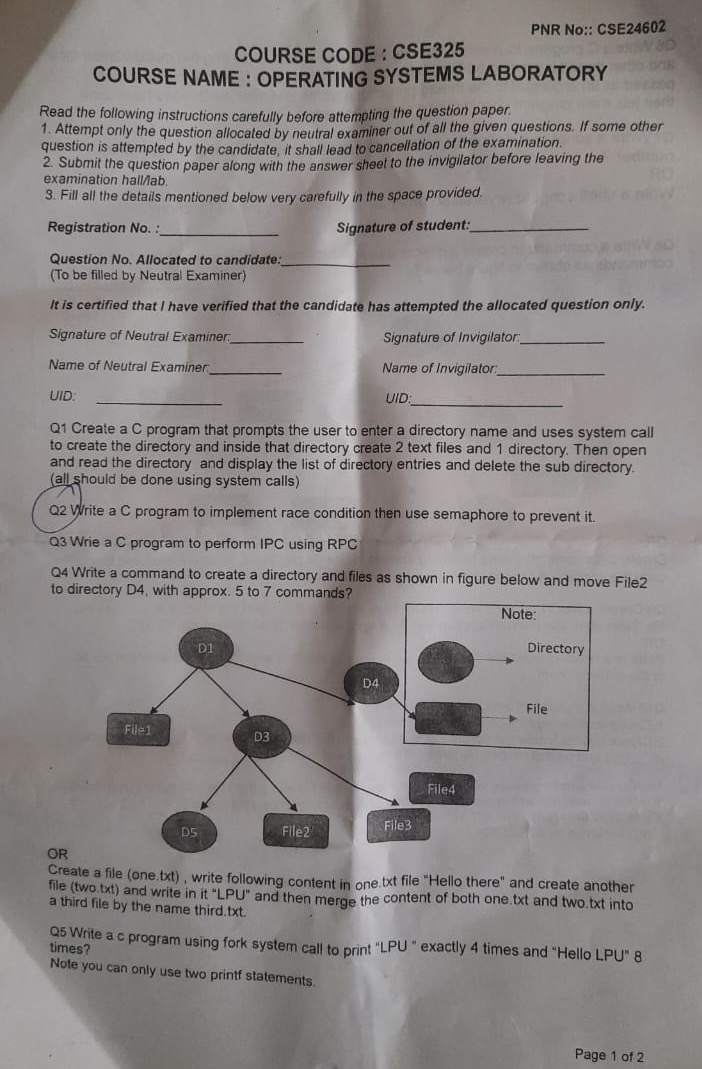 PNR No:: CSE24602
COURSE CODE : CSE325
COURSE NAME : OPERATING SYSTEMS LABORATORY
Read the following instructions carefully before attempting the question paper.
1. Attempt only the question allocated by neutral examiner out of all the given questions. If some other
question is attempted by the candidate, it shall lead to cancellation of the examination.
2. Submit the question paper along with the answer sheet to the invigilator before leaving the
examination hall/lab.
3. Fill all the details mentioned below very carefully in the space provided.
Registration No. :____________ Signature of student:____________
Question No. Allocated to candidate:____________
(To be filled by Neutral Examiner)
It is certified that I have verified that the candidate has attempted the allocated question only.
Signature of Neutral Examiner:____________ Signature of Invigilator:____________
Name of Neutral Examiner:____________ Name of Invigilator:____________
UID: ____________ UID:____________
Q1 Create a C program that prompts the user to enter a directory name and uses system call
to create the directory and inside that directory create 2 text files and 1 directory. Then open
and read the directory and display the list of directory entries and delete the sub directory.
(all should be done using system calls)
Q2 Write a C program to implement race condition then use semaphore to prevent it.
Q3 Wrie a C program to perform IPC using RPC
Q4 Write a command to create a directory and files as shown in figure below and move File2
to directory D4, with approx. 5 to 7 commands?
Note:
D1
Directory
D4
File
File1
D3
File4
D5
File2
File3
OR
Create a file (one.txt) , write following content in one.txt file "Hello there" and create another
file (two.txt) and write in it "LPU" and then merge the content of both one.txt and two.txt into
a third file by the name third.txt.
Q5 Write a c program using fork system call to print "LPU " exactly 4 times and "Hello LPU" 8
times?
Note you can only use two printf statements.
Page 1 of 2